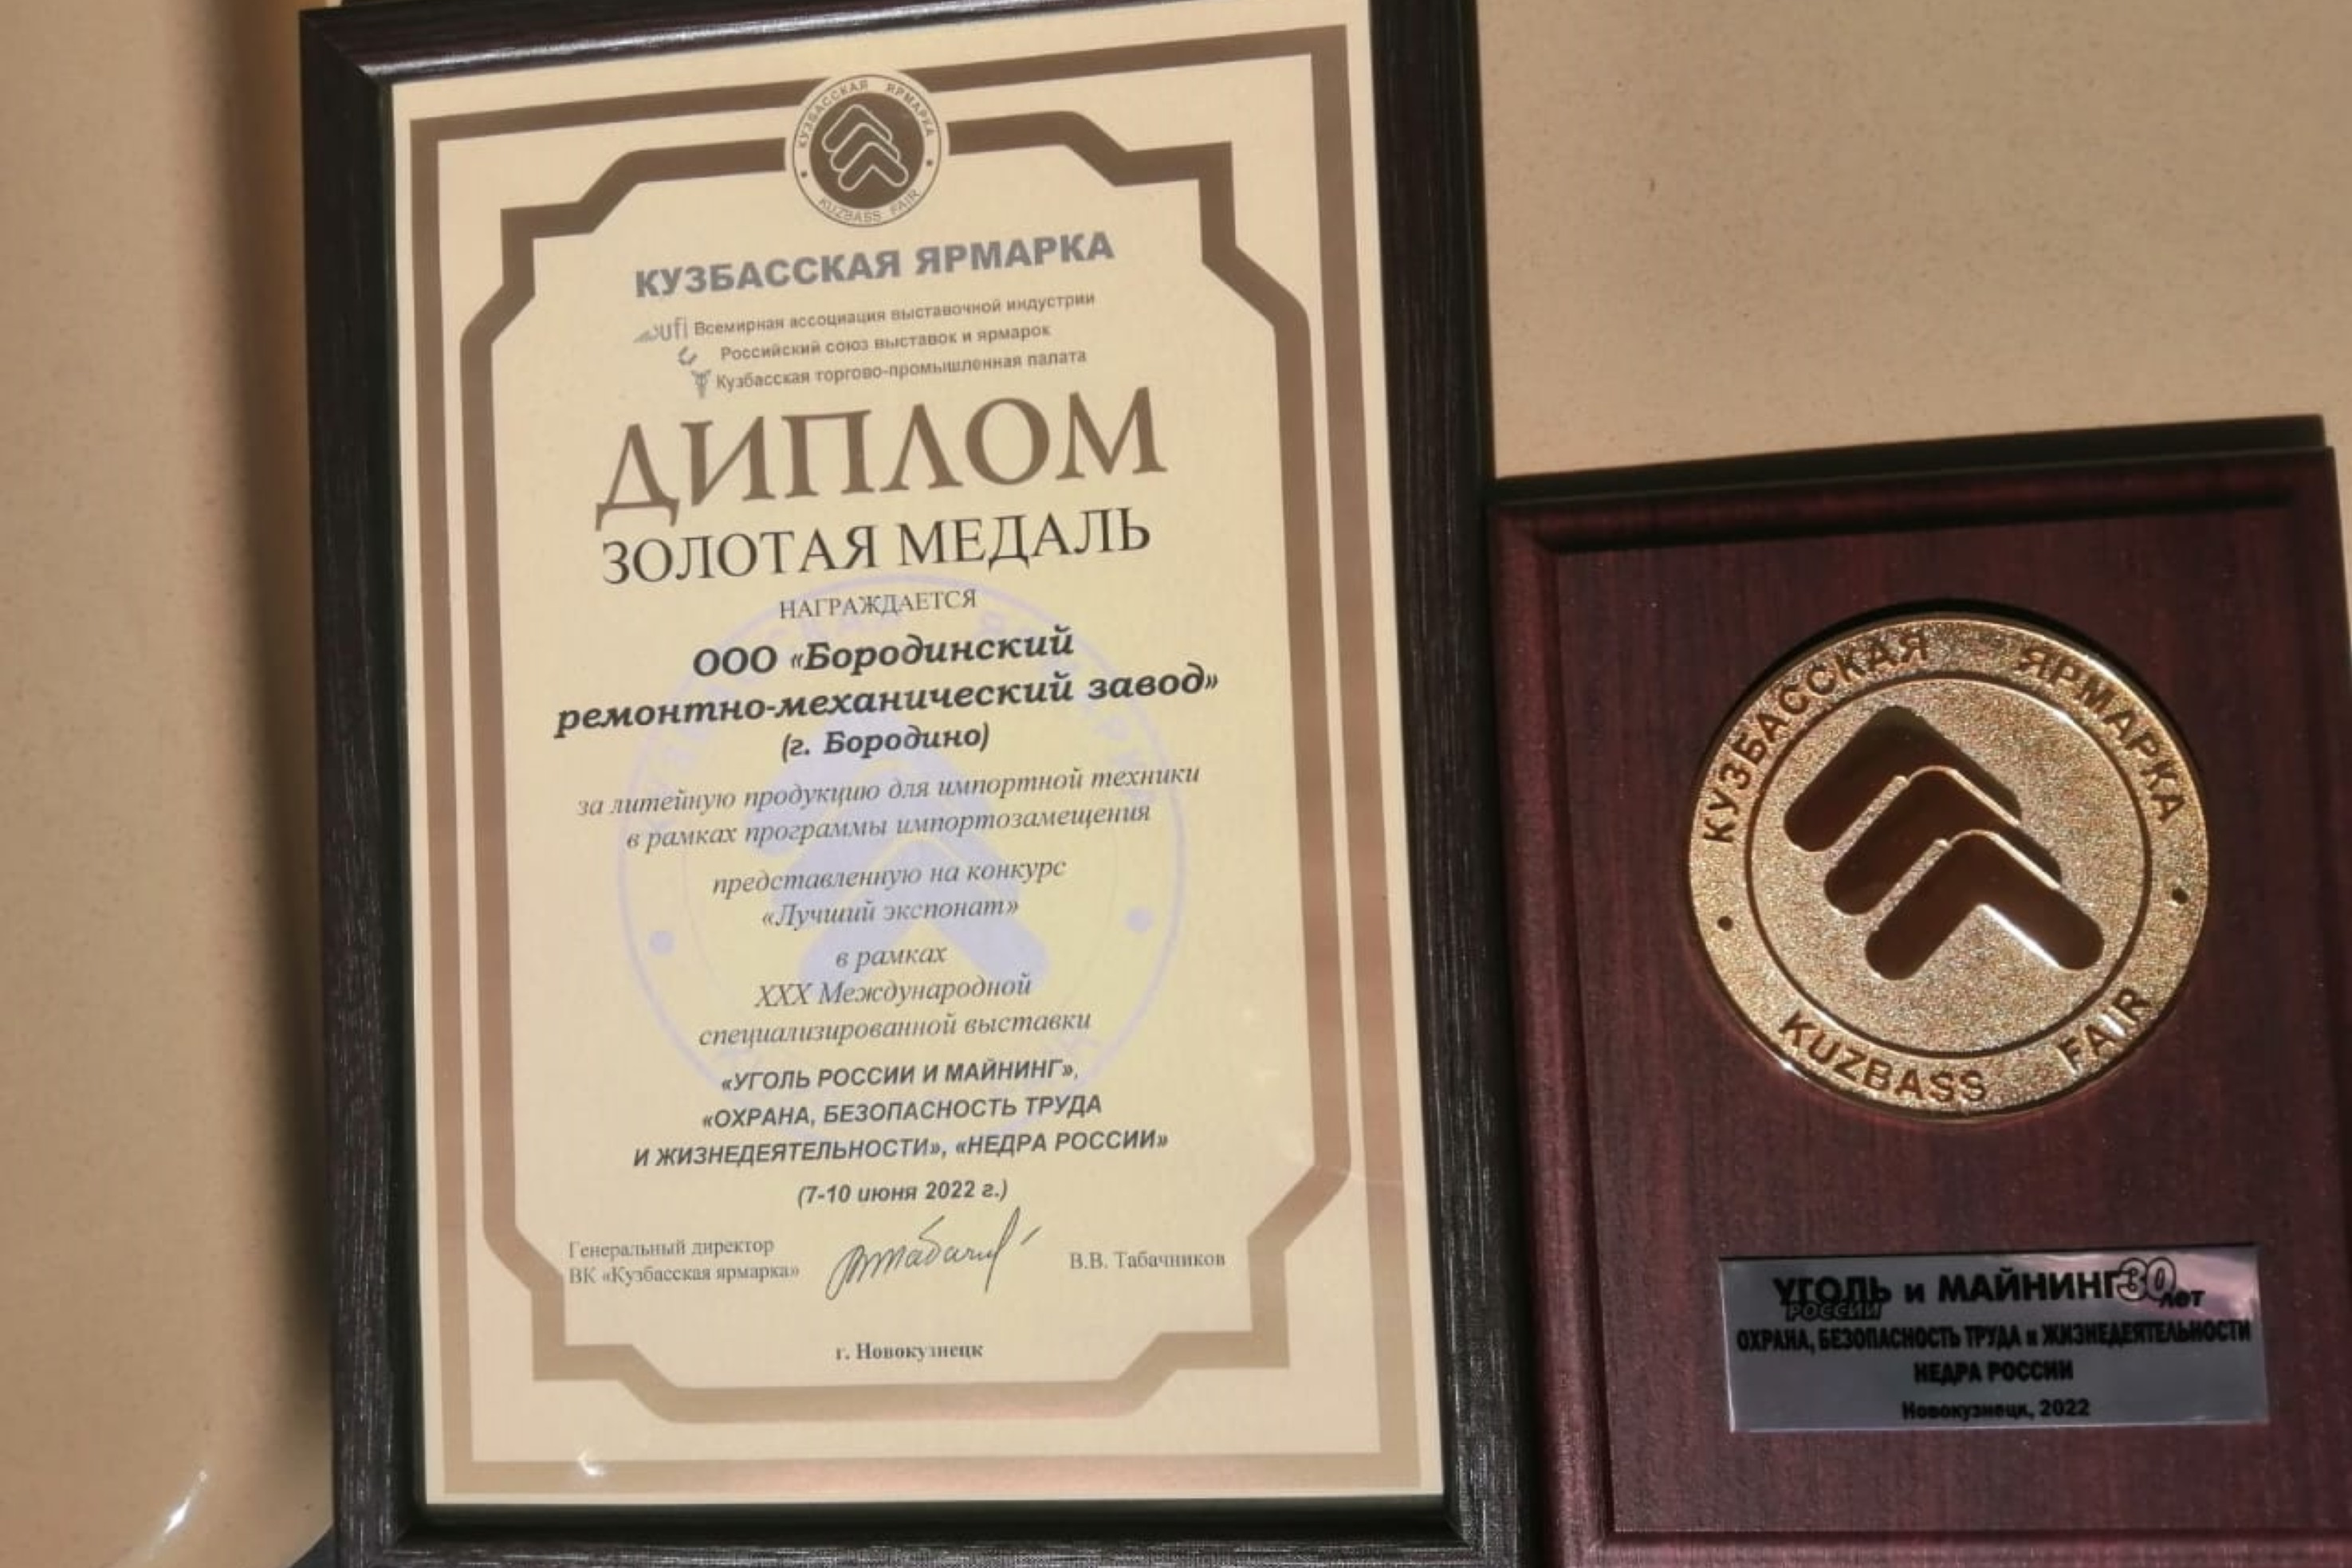 КУЗБАССКАЯ ЯРМАРКА
KUZBASS FAIR
КУЗБАССКАЯ ЯРМАРКА
ufi Всемирная ассоциация выставочной индустрии
Российский союз выставок и ярмарок
Кузбасская торгово-промышленная палата
ДИПЛОМ
ЗОЛОТАЯ МЕДАЛЬ
НАГРАЖДАЕТСЯ
ООО «Бородинский
ремонтно-механический завод»
(г. Бородино)
за литейную продукцию для импортной техники
в рамках программы импортозамещения
представленную на конкурс
«Лучший экспонат»
в рамках
XXX Международной
специализированной выставки
«УГОЛЬ РОССИИ И МАЙНИНГ»,
«ОХРАНА, БЕЗОПАСНОСТЬ ТРУДА
И ЖИЗНЕДЕЯТЕЛЬНОСТИ», «НЕДРА РОССИИ»
(7-10 июня 2022 г.)
Генеральный директор
ВК «Кузбасская ярмарка»
В.В. Табачников
г. Новокузнецк
КУЗБАССКАЯ ЯРМАРКА
KUZBASS FAIR
УГОЛЬ и МАЙНИНГ 30 лет
РОССИИ
ОХРАНА, БЕЗОПАСНОСТЬ ТРУДА и ЖИЗНЕДЕЯТЕЛЬНОСТИ
НЕДРА РОССИИ
Новокузнецк, 2022